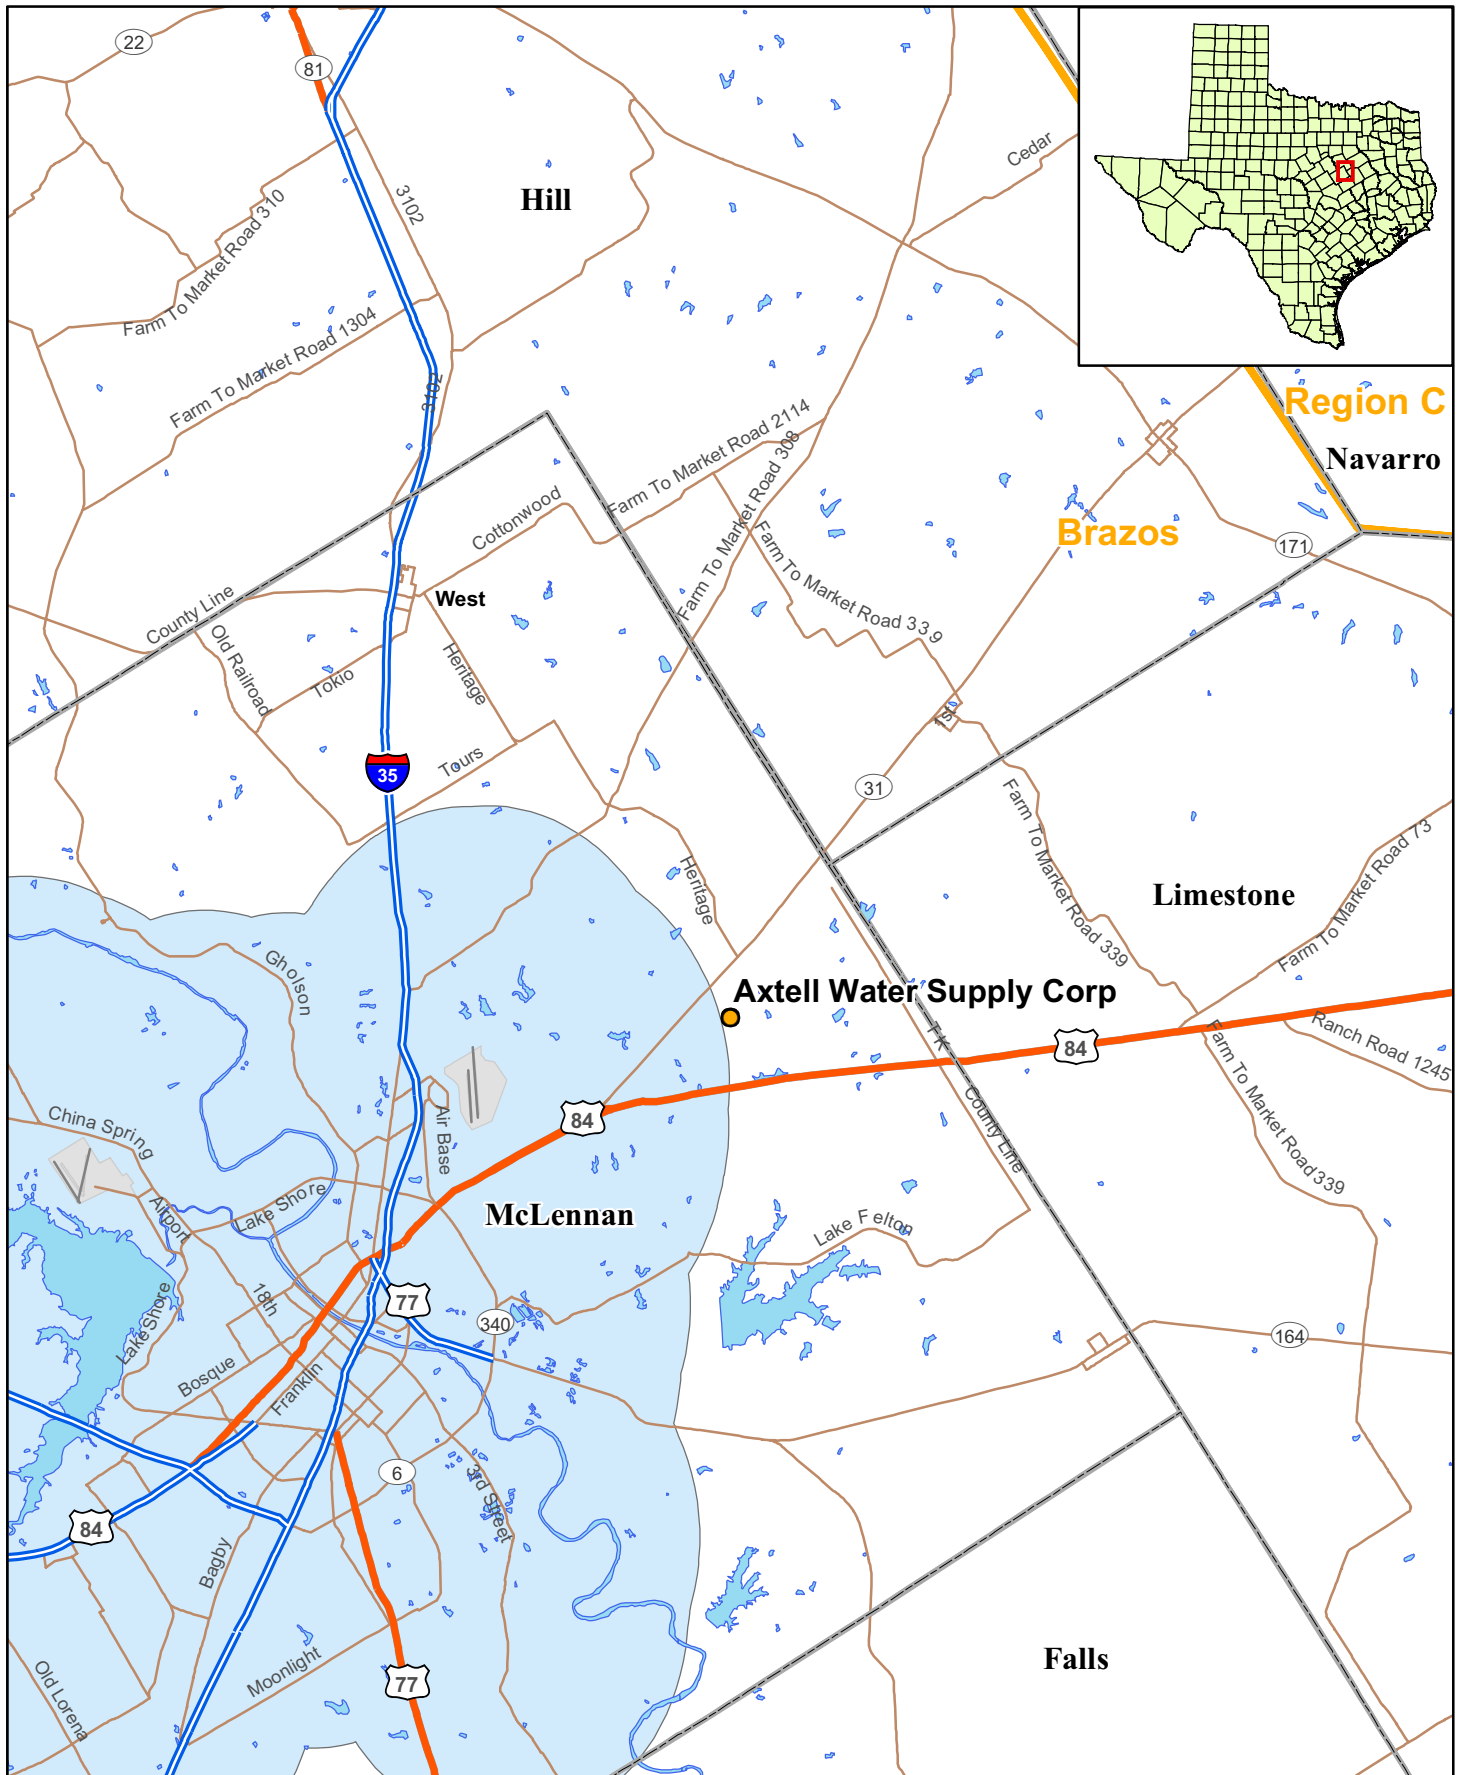 22
81
3102
Hill
Cedar
Farm To Market Road 310
Farm To Market Road 1304
3102
Region C
Navarro
Farm To Market Road 2114
Farm To Market Road 308
Cottonwood
Brazos
171
Farm To Market Road 339
West
County Line
Old Railroad
Tokio
Heritage
1st
Tours
35
31
Farm To Market Road 339
Farm To Market Road 73
Heritage
Limestone
Gholson
Axtell Water Supply Corp
T K
84
Ranch Road 1245
Farm To Market Road 339
84
County Line
China Spring
Air Base
Airport
Lake Shore
McLennan
Lake Felton
18th
77
Lake Shore
340
164
Bosque
Franklin
6
3rd Street
84
Bagby
Moonlight
Old Lorena
77
Falls